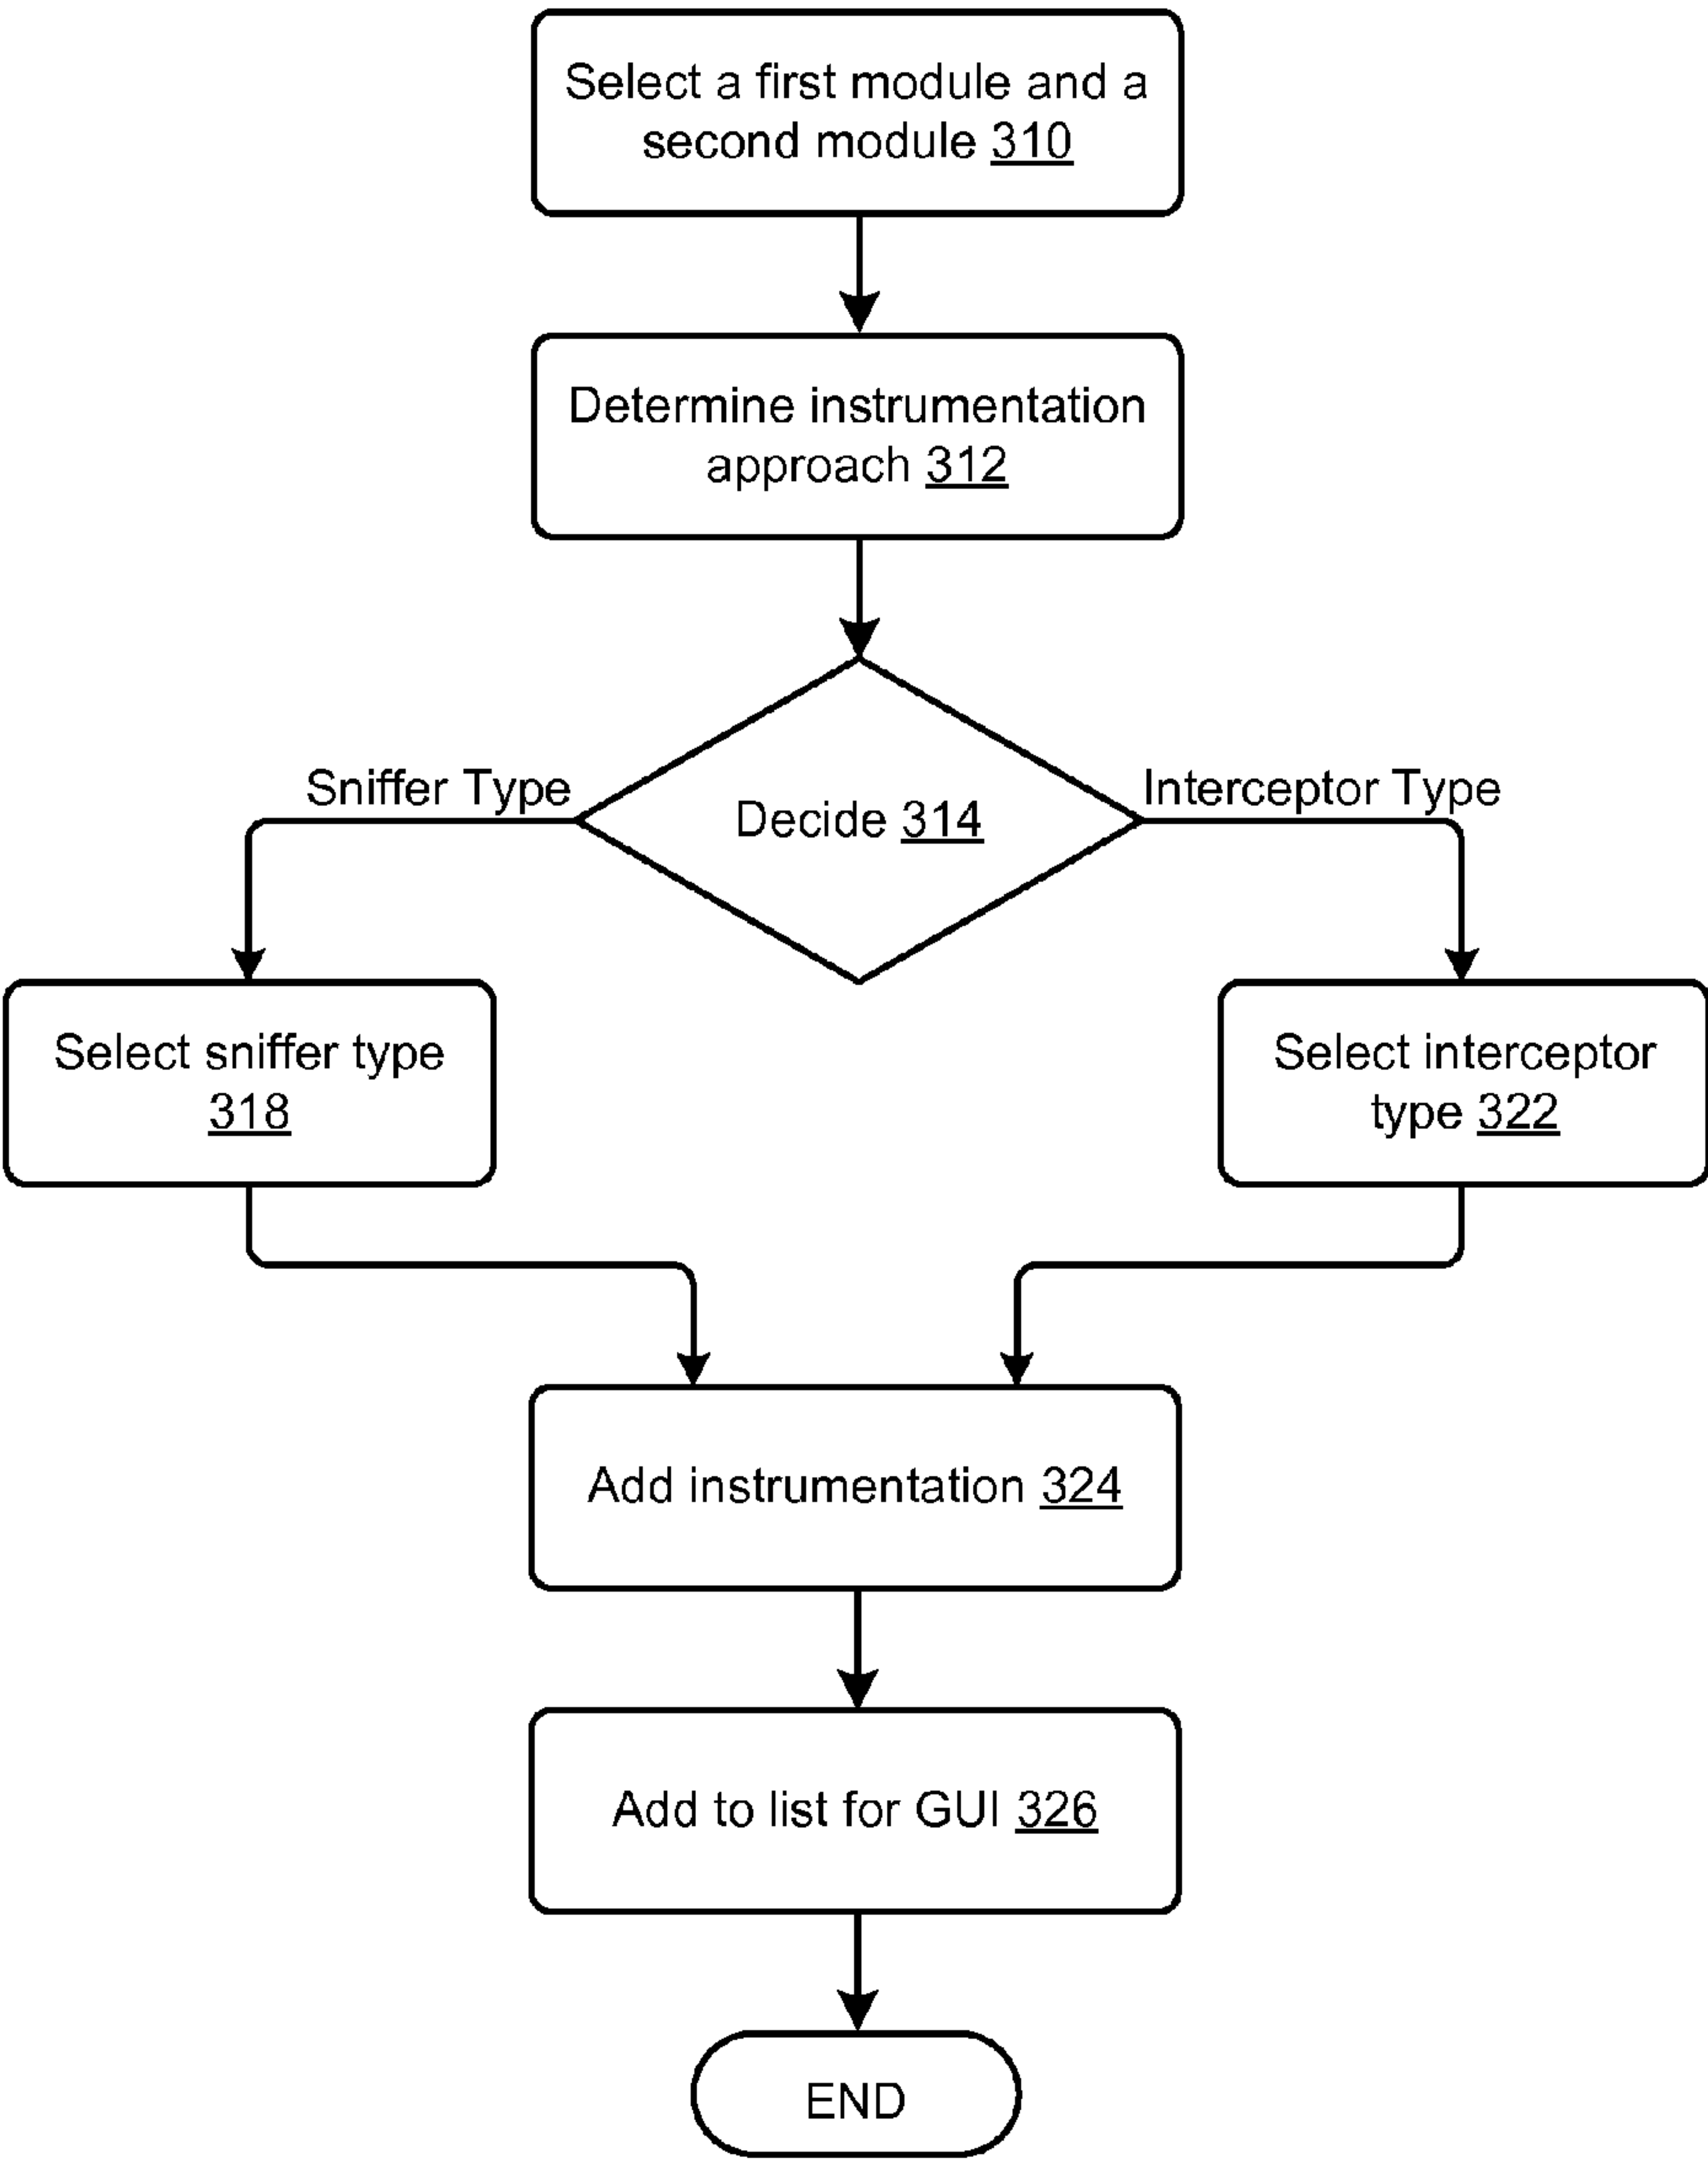 Select a first module and a
second module 310
Determine instrumentation
approach 312
Sniffer Type
Decide 314
Interceptor Type
Select sniffer type
318
Select interceptor
type 322
Add instrumentation 324
Add to list for GUI 326
END